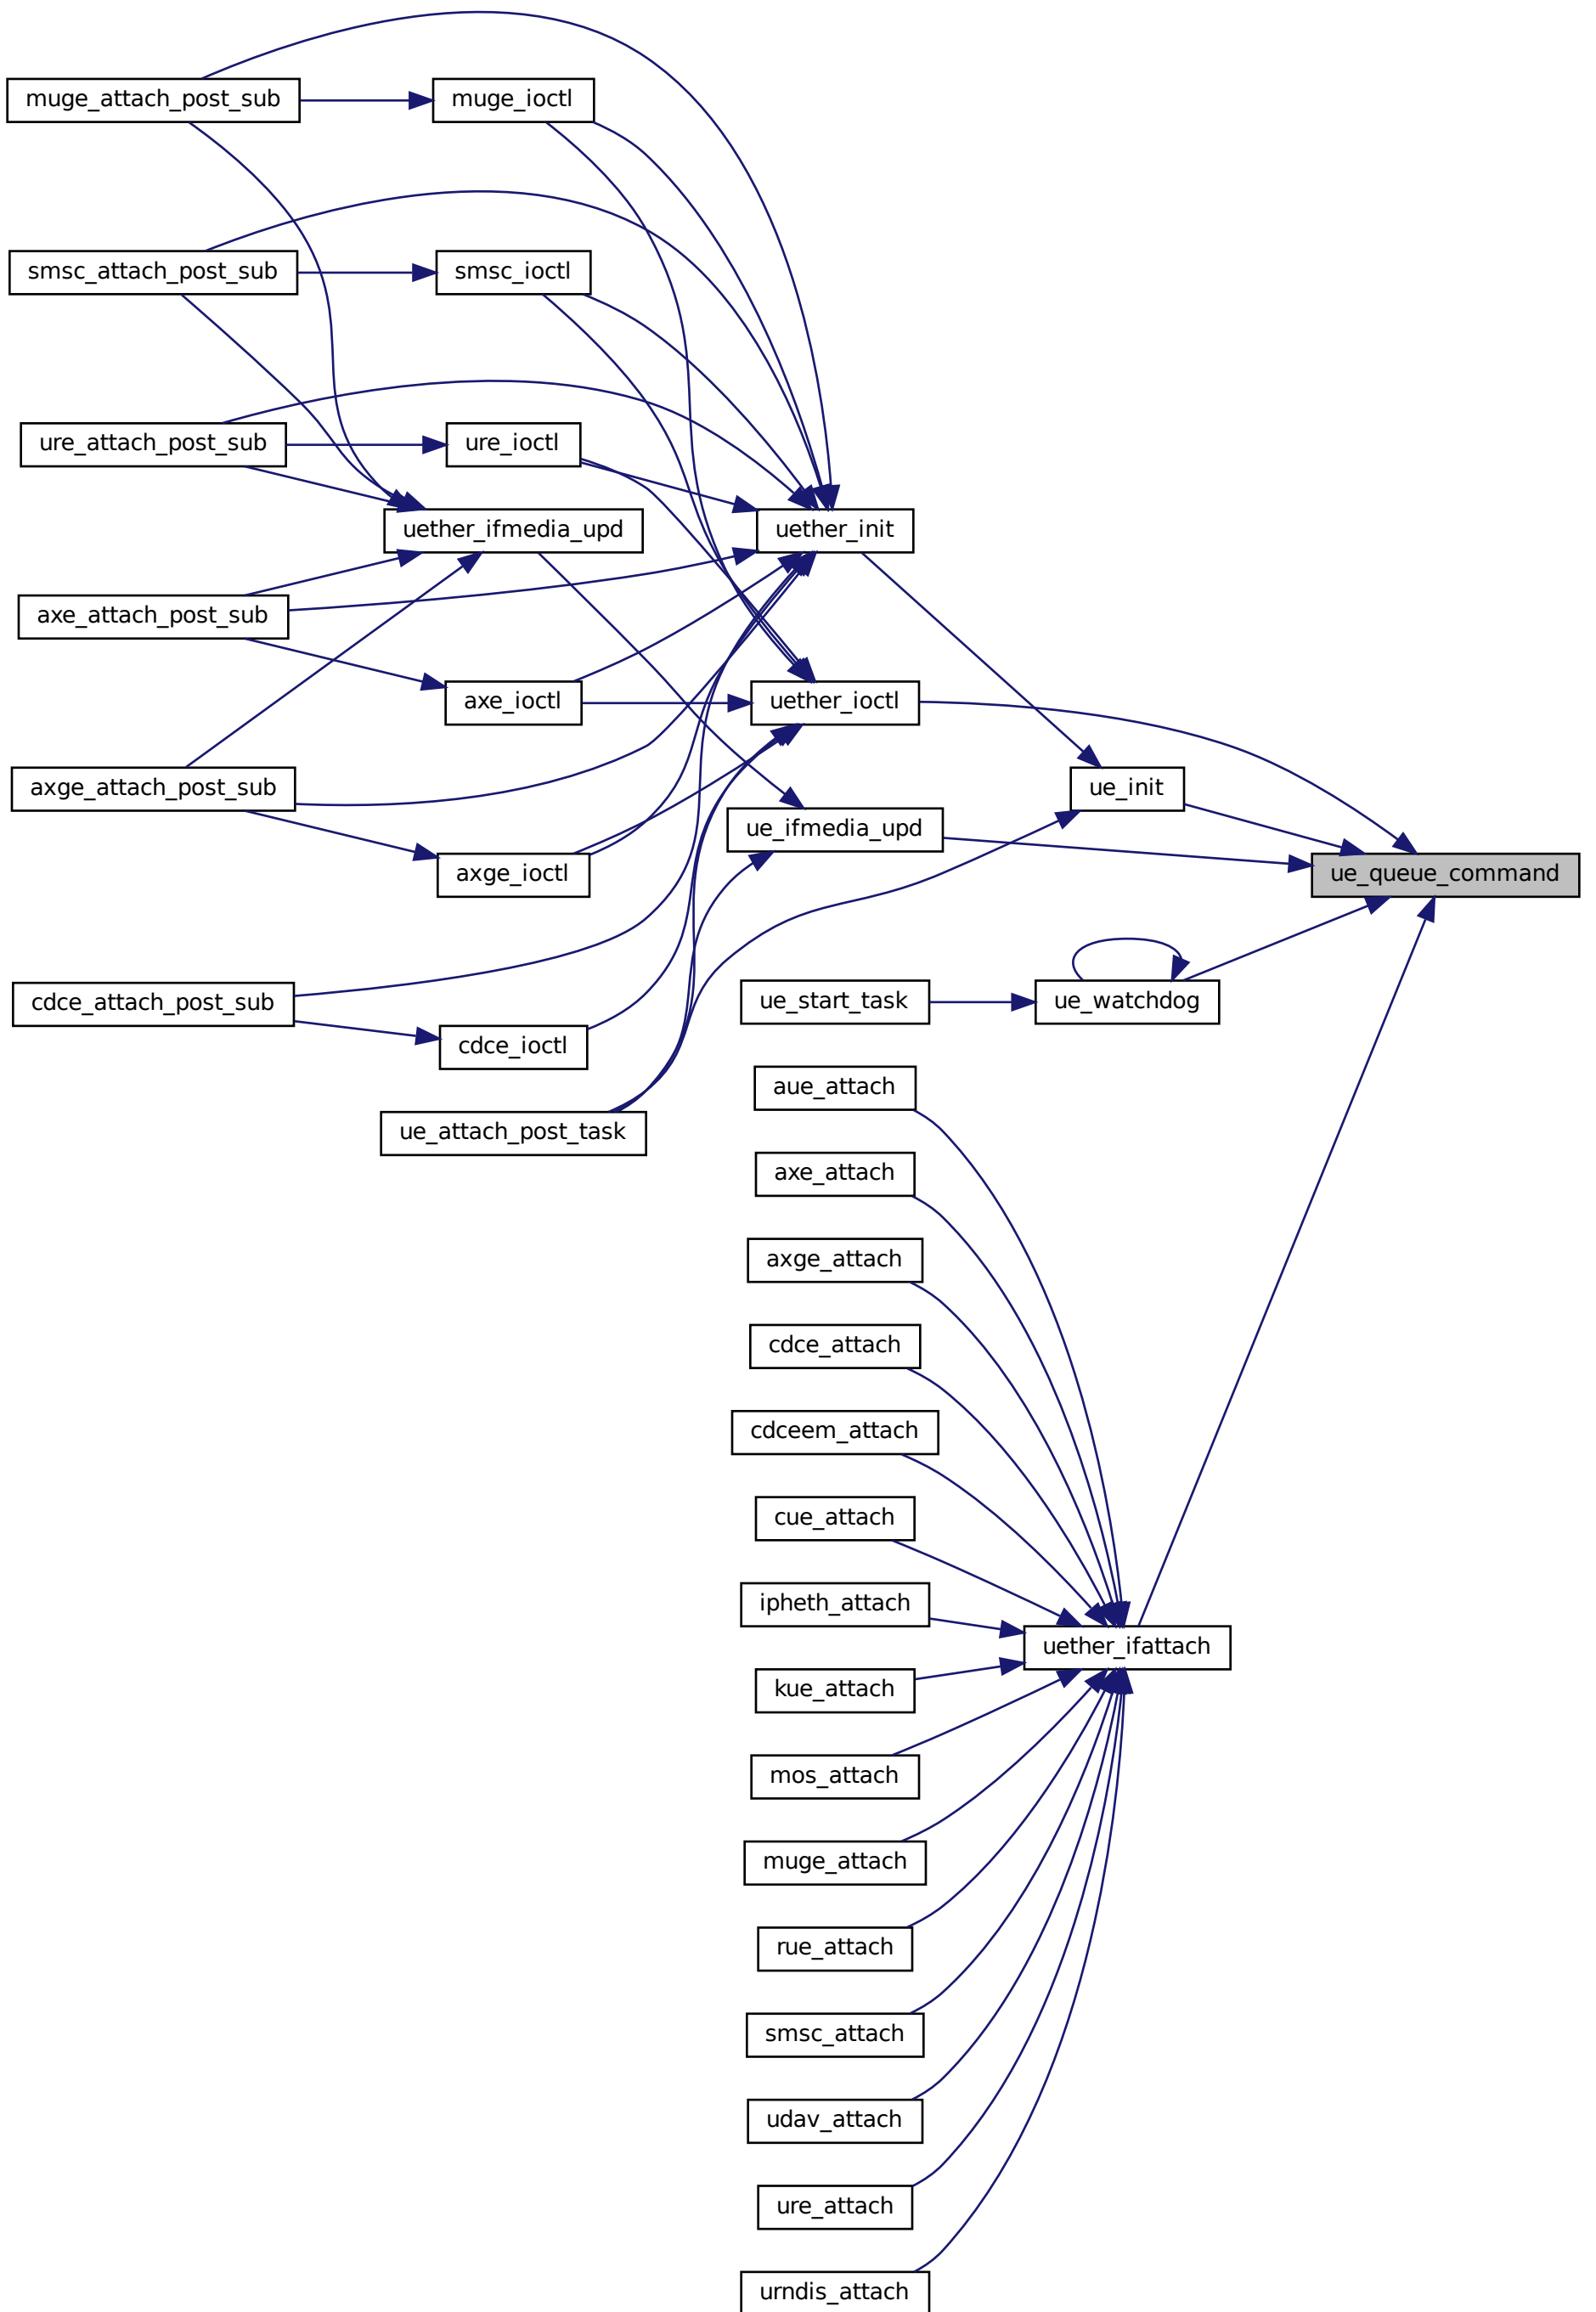 muge_attach_post_sub
muge_ioctl
smsc_attach_post_sub
smsc_ioctl
ure_attach_post_sub
ure_ioctl
uether_ifmedia_upd
uether_init
axe_attach_post_sub
axe_ioctl
uether_ioctl
axge_attach_post_sub
ue_init
ue_ifmedia_upd
axge_ioctl
ue_queue_command
cdce_attach_post_sub
ue_start_task
ue_watchdog
cdce_ioctl
aue_attach
ue_attach_post_task
axe_attach
axge_attach
cdce_attach
cdceem_attach
cue_attach
ipheth_attach
uether_ifattach
kue_attach
mos_attach
muge_attach
rue_attach
smsc_attach
udav_attach
ure_attach
urndis_attach